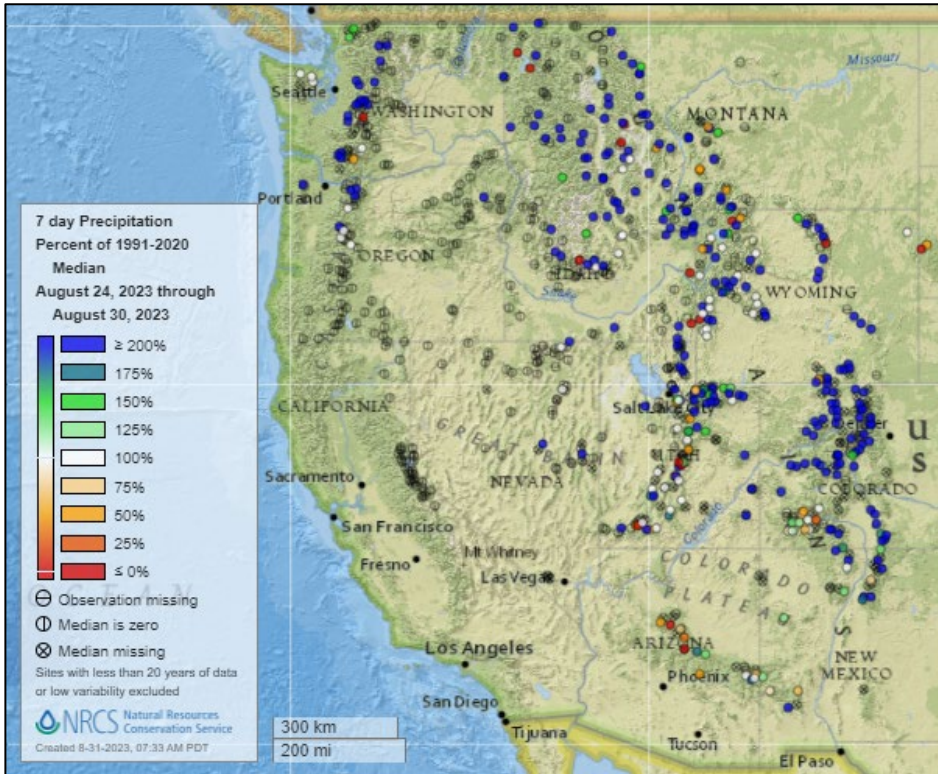 7 day Precipitation
Percent of 1991-2020
Median
August 24, 2023 through
August 30, 2023
≥ 200%
175%
150%
125%
100%
75%
50%
25%
≤ 0%
Observation missing
Median is zero
Median missing
Sites with less than 20 years of data
or low variability excluded
NRCS Natural Resources
Conservation Service
Created 8-31-2023, 07:33 AM PDT
300 km
200 mi
Missouri
Seattle
WASHINGTON
MONTANA
Portland
OREGON
IDAHO
Snake
WYOMING
CALIFORNIA
Salt Lake City
Denver
U
S
GREAT BASIN
UTAH
NEVADA
Sacramento
Colorado
COLORADO
San Francisco
Fresno
Mt Whitney
Las Vegas
COLORADO
PLATEA
OCEAN
ARIZONA
Los Angeles
Phoenix
NEW
MEXICO
San Diego
Tijuana
Tucson
El Paso